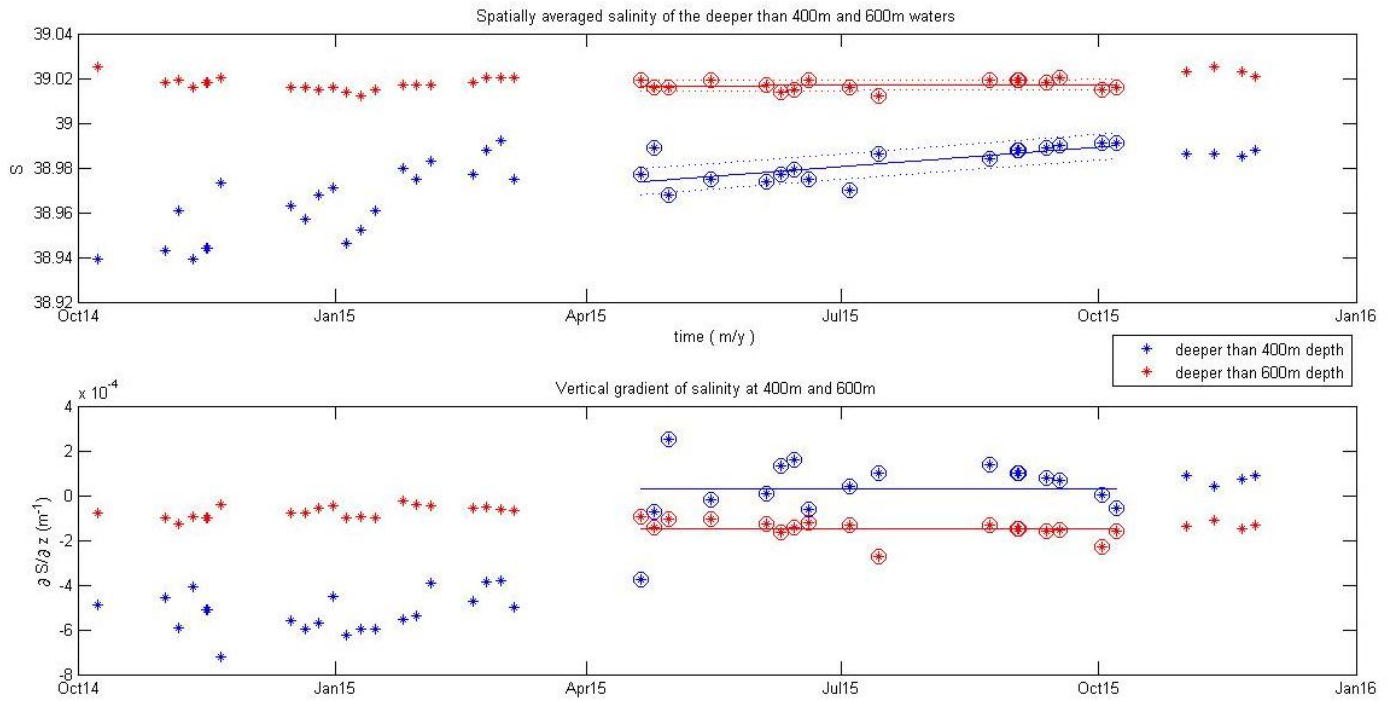 Spatially averaged salinity of the deeper than 400m and 600m waters
39.04
39.02
39
38.98
38.96
38.94
38.92
S
Oct14 Jan15 Apr15 Jul15 Oct15 Jan16
time ( m/y )
deeper than 400m depth
deeper than 600m depth
Vertical gradient of salinity at 400m and 600m
x 10⁻⁴
4
2
0
-2
-4
-6
-8
∂ S/∂ z (m⁻¹)
Oct14 Jan15 Apr15 Jul15 Oct15 Jan16